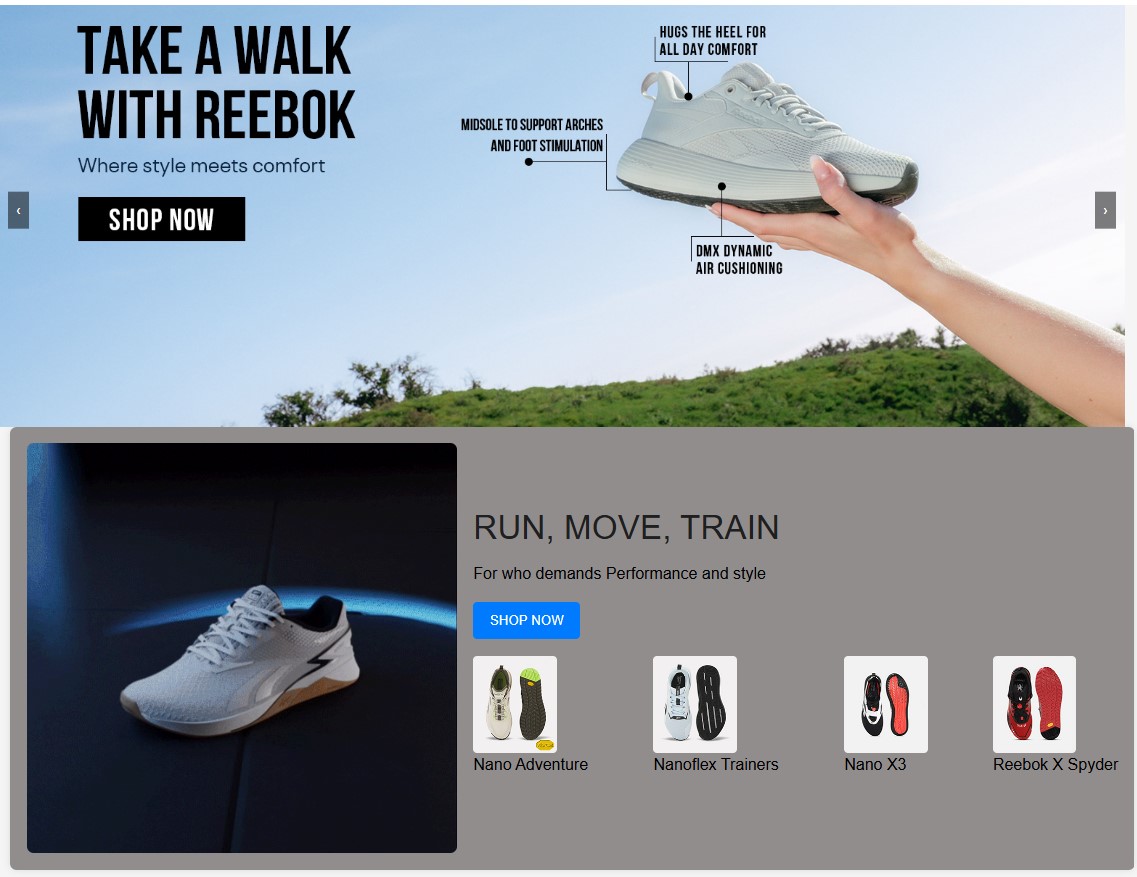 TAKE A WALK
WITH REEBOK
Where style meets comfort
SHOP NOW
HUGS THE HEEL FOR
ALL DAY COMFORT
MIDSOLE TO SUPPORT ARCHES
AND FOOT STIMULATION
DMX DYNAMIC
AIR CUSHIONING
‹
›
RUN, MOVE, TRAIN
For who demands Performance and style
SHOP NOW
Nano Adventure
Nanoflex Trainers
Nano X3
Reebok X Spyder